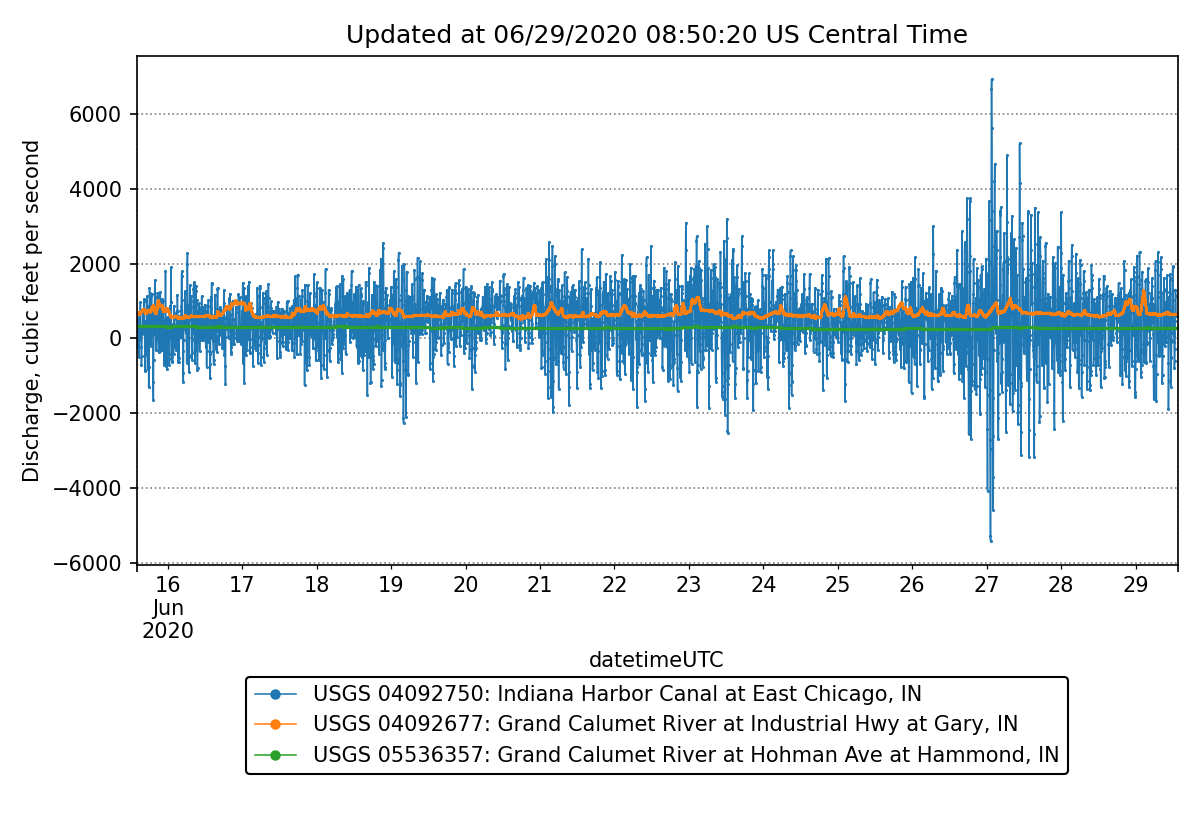 Updated at 06/29/2020 08:50:20 US Central Time
Discharge, cubic feet per second
6000
4000
2000
0
−2000
−4000
−6000
16 17 18 19 20 21 22 23 24 25 26 27 28 29
Jun
2020
datetimeUTC
USGS 04092750: Indiana Harbor Canal at East Chicago, IN
USGS 04092677: Grand Calumet River at Industrial Hwy at Gary, IN
USGS 05536357: Grand Calumet River at Hohman Ave at Hammond, IN